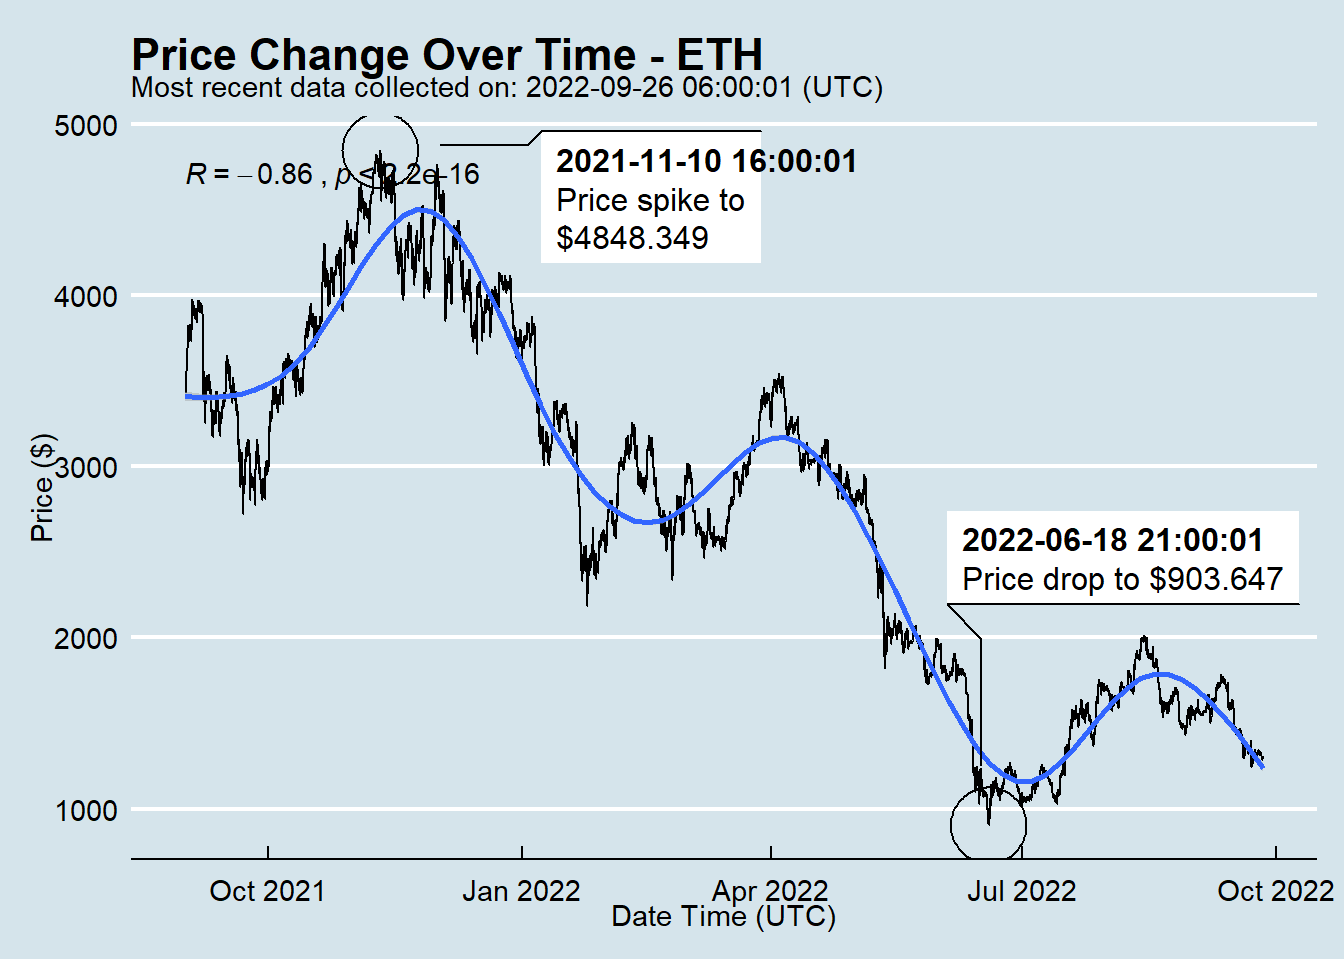 Price Change Over Time - ETH
Most recent data collected on: 2022-09-26 06:00:01 (UTC)
5000
4000
3000
2000
1000
Price ($)
R = −0.86 , p < 2.2e-16
2021-11-10 16:00:01
Price spike to
$4848.349
2022-06-18 21:00:01
Price drop to $903.647
Oct 2021
Jan 2022
Apr 2022
Jul 2022
Oct 2022
Date Time (UTC)